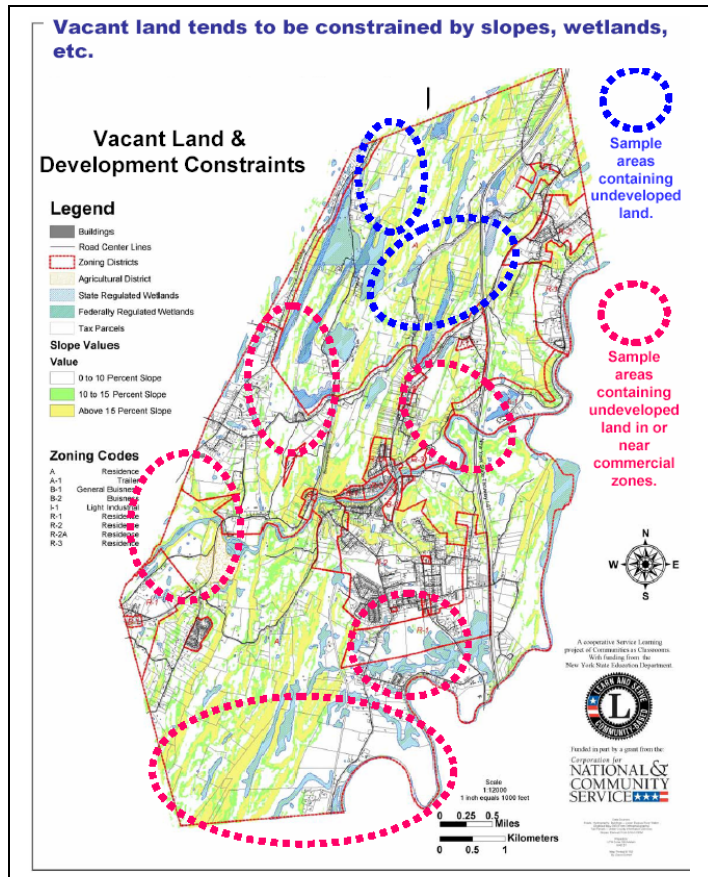 Vacant land tends to be constrained by slopes, wetlands,
etc.
Vacant Land &
Development Constraints
Sample
areas
containing
undeveloped
land.
Legend
Buildings
Road Center Lines
Zoning Districts
Agricultural District
State Regulated Wetlands
Federally Regulated Wetlands
Tax Parcels
Slope Values
Value
0 to 10 Percent Slope
10 to 15 Percent Slope
Above 15 Percent Slope
Sample
areas
containing
undeveloped
land in or
near
commercial
zones.
Zoning Codes
A Residence
A-1 Trailer
B-1 General Buisness
B-2 Buisness
I-1 Light Industrial
R-1 Residence
R-2 Residence
R-2A Residence
R-3 Residence
N
W E
S
A cooperative Service Learning
project of Communities as Classrooms.
With funding from the
New York State Education Department.
LEARN AND SERVE
L
COMMUNITY-BASED
Funded in part by a grant from the:
Corporation for
NATIONAL &
COMMUNITY
SERVICE
Scale
1:12000
1 inch equals 1000 feet
0 0.25 0.5
Miles
Kilometers
0 0.5 1